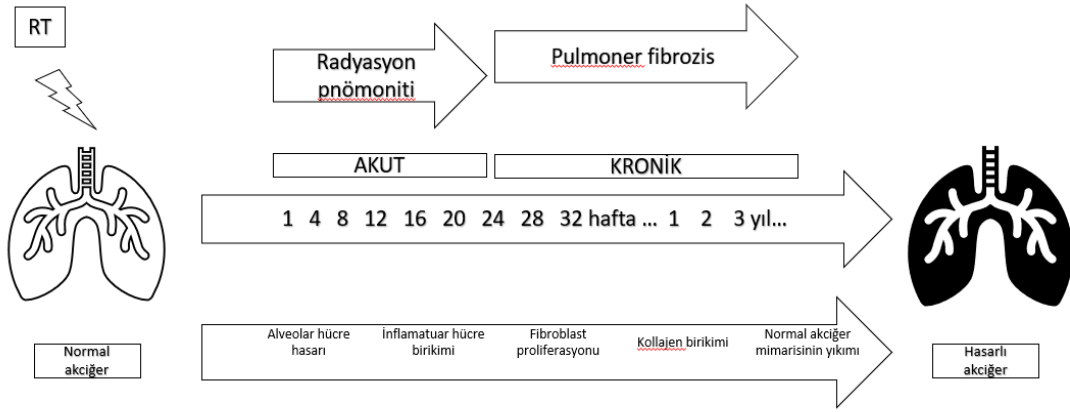 RT
Radyasyon
pnömoniti
Pulmoner fibrozis
AKUT
KRONİK
1 4 8 12 16 20 24 28 32 hafta ... 1 2 3 yıl...
Alveolar hücre
hasarı
İnflamatuar hücre
birikimi
Fibroblast
proliferasyonu
Kollajen birikimi
Normal akciğer
mimarisinin yıkımı
Normal
akciğer
Hasarlı
akciğer